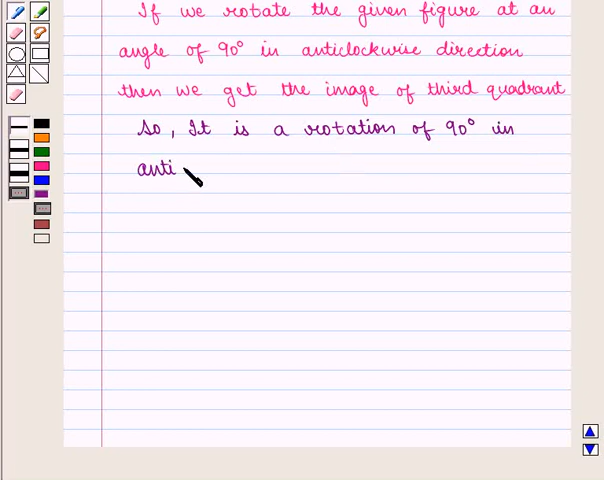 If we rotate the given figure at an
angle of 90° in anticlockwise direction
then we get the image of third quadrant
So, It is a rotation of 90° in
anti